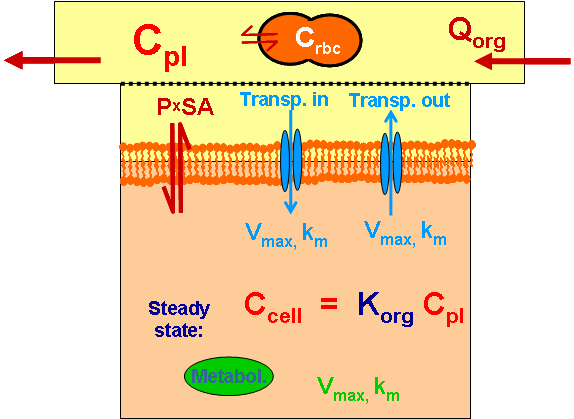 Cpl
Crbc
Qorg
PxSA
Transp. in
Transp. out
Vmax, km
Vmax, km
Steady
state:
Ccell = Korg Cpl
Metabol.
Vmax, km